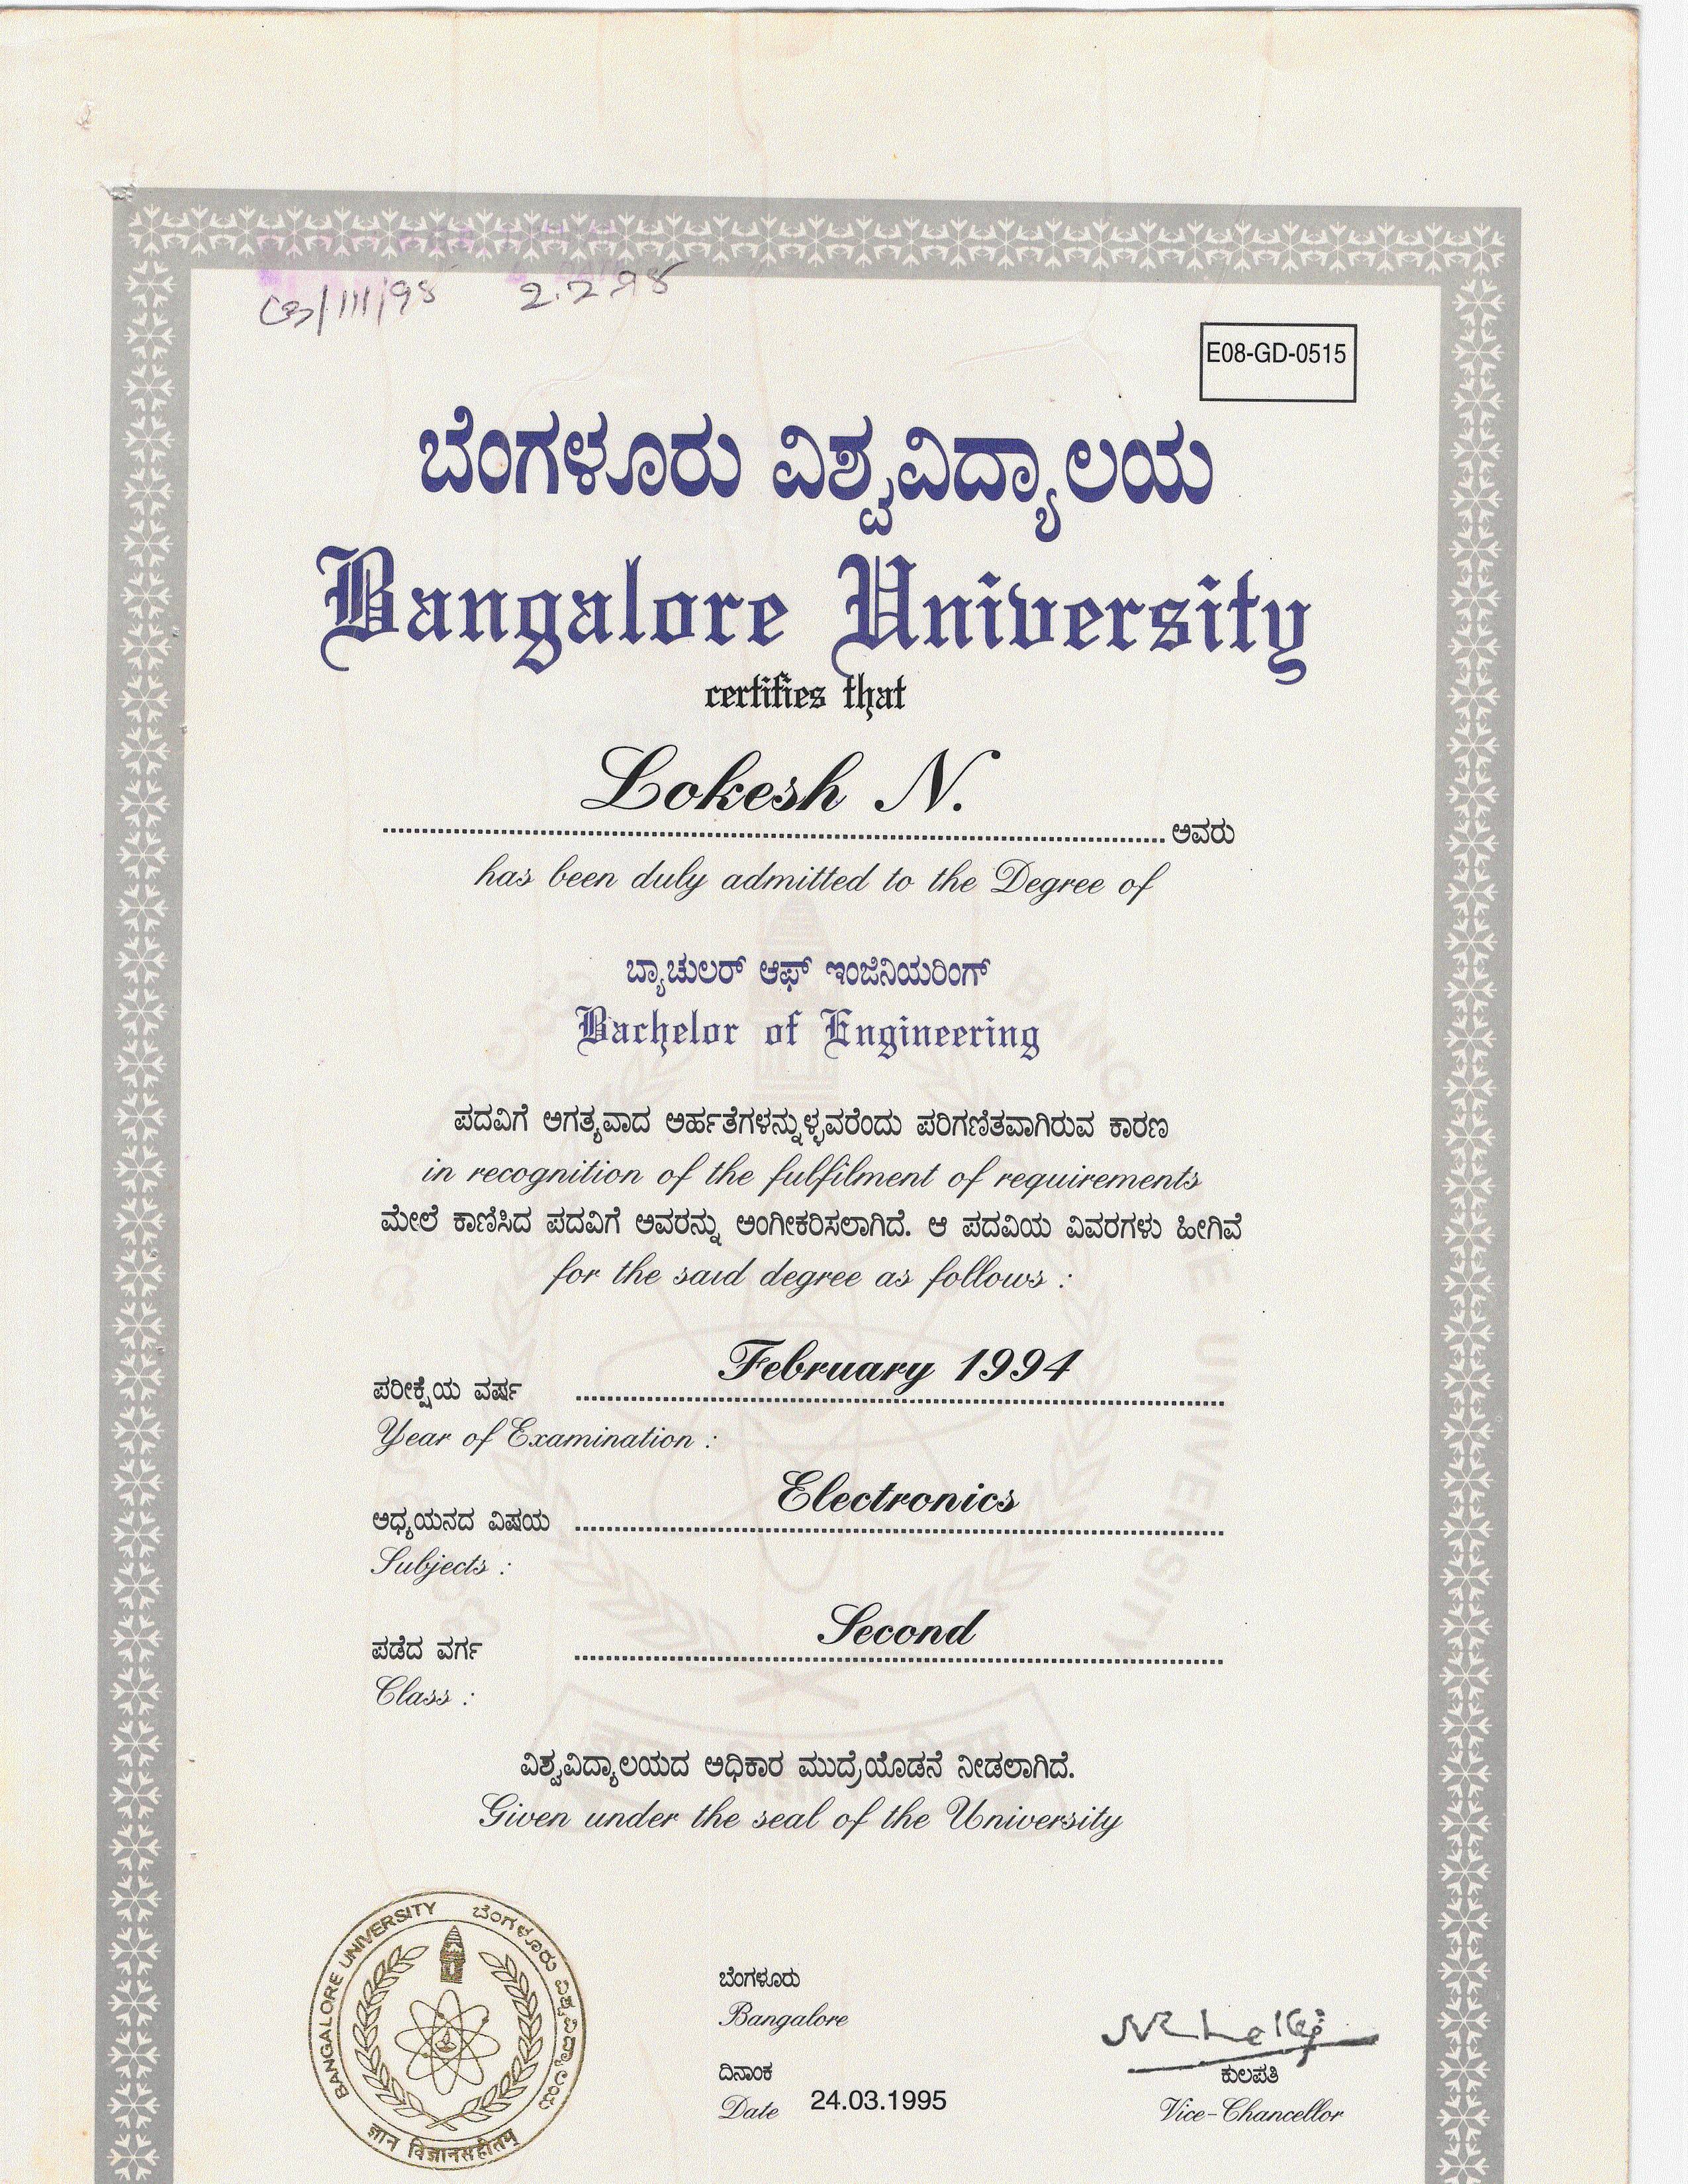 CB/111/98 2.2.98
E08-GD-0515
ಬೆಂಗಳೂರು ವಿಶ್ವವಿದ್ಯಾಲಯ
Bangalore University
certifies that
Lokesh N.
ಅವರು
has been duly admitted to the Degree of
ಬ್ಯಾಚುಲರ್ ಆಫ್ ಇಂಜಿನಿಯರಿಂಗ್
Bachelor of Engineering
ಪದವಿಗೆ ಅಗತ್ಯವಾದ ಅರ್ಹತೆಗಳನ್ನುಳ್ಳವರೆಂದು ಪರಿಗಣಿತವಾಗಿರುವ ಕಾರಣ
in recognition of the fulfilment of requirements
ಮೇಲೆ ಕಾಣಿಸಿದ ಪದವಿಗೆ ಅವರನ್ನು ಅಂಗೀಕರಿಸಲಾಗಿದೆ. ಆ ಪದವಿಯ ವಿವರಗಳು ಹೀಗಿವೆ
for the said degree as follows :
February 1994
ಪರೀಕ್ಷೆಯ ವರ್ಷ
Year of Examination :
Electronics
ಅಧ್ಯಯನದ ವಿಷಯ
Subjects :
Second
ಪಡೆದ ವರ್ಗ
Class :
ವಿಶ್ವವಿದ್ಯಾಲಯದ ಅಧಿಕಾರ ಮುದ್ರೆಯೊಡನೆ ನೀಡಲಾಗಿದೆ.
Given under the seal of the University
BANGALORE UNIVERSITY ಬೆಂಗಳೂರು ವಿಶ್ವವಿದ್ಯಾಲಯ
ज्ञान विज्ञानसहीतम्
ಬೆಂಗಳೂರು
Bangalore
ದಿನಾಂಕ
Date 24.03.1995
ಕುಲಪತಿ
Vice-Chancellor